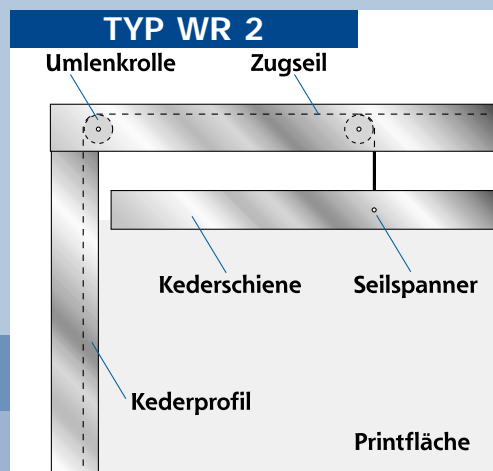 TYP WR 2
Umlenkrolle
Zugseil
Kederschiene
Seilspanner
Kederprofil
Printfläche